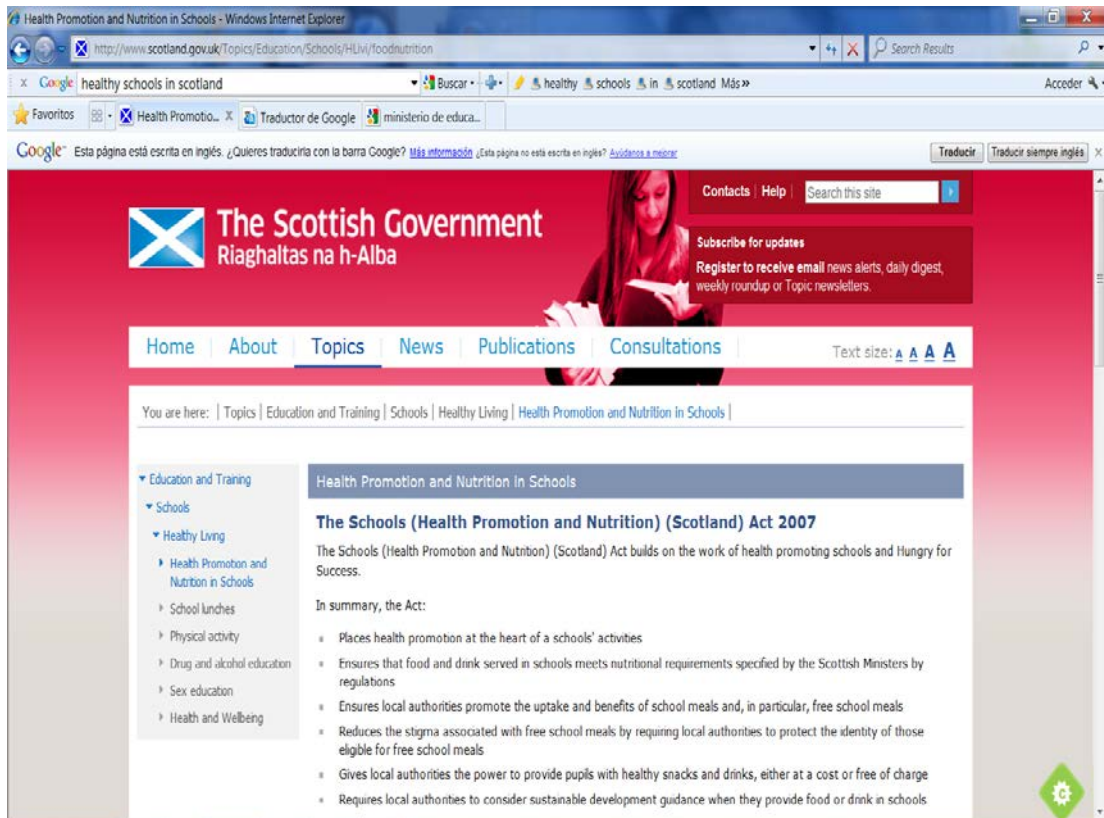 Health Promotion and Nutrition in Schools - Windows Internet Explorer
http://www.scotland.gov.uk/Topics/Education/Schools/HLivi/foodnutrition
Search Results
x Google healthy schools in scotland Buscar healthy schools in scotland Más» Acceder
Favoritos Health Promotio... X Traductor de Google ministerio de educa...
Google Esta página está escrita en inglés. ¿Quieres traducirla con la barra Google? Más información ¿Esta página no está escrita en inglés? Ayúdanos a mejorar Traducir Traducir siempre inglés
Contacts | Help | Search this site
The Scottish Government
Riaghaltas na h-Alba
Subscribe for updates
Register to receive email news alerts, daily digest,
weekly roundup or Topic newsletters.
Home | About | Topics | News | Publications | Consultations | Text size: A A A A
You are here: | Topics | Education and Training | Schools | Healthy Living | Health Promotion and Nutrition in Schools |
Education and Training
Schools
Healthy Living
Health Promotion and
Nutrition in Schools
School lunches
Physical activity
Drug and alcohol education
Sex education
Health and Wellbeing
Health Promotion and Nutrition in Schools
The Schools (Health Promotion and Nutrition) (Scotland) Act 2007
The Schools (Health Promotion and Nutrition) (Scotland) Act builds on the work of health promoting schools and Hungry for
Success.
In summary, the Act:
Places health promotion at the heart of a schools' activities
Ensures that food and drink served in schools meets nutritional requirements specified by the Scottish Ministers by
regulations
Ensures local authorities promote the uptake and benefits of school meals and, in particular, free school meals
Reduces the stigma associated with free school meals by requiring local authorities to protect the identity of those
eligible for free school meals
Gives local authorities the power to provide pupils with healthy snacks and drinks, either at a cost or free of charge
Requires local authorities to consider sustainable development guidance when they provide food or drink in schools